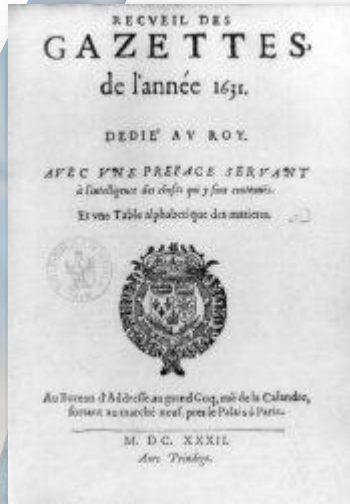 RECVEIL DES
GAZETTES
de l'année 1631.
DEDIE' AV ROY.
AVEC VNE PREFACE SERVANT
à l'intelligence des choses qui y sont contenuës.
Et vne Table alphabetique des matieres.
Au Bureau d'Addresse au grand Coq, ruë de la Calandre,
sortant au marché neuf, pres le Palais à Paris.
M. DC. XXXII.
Avec Privilege.